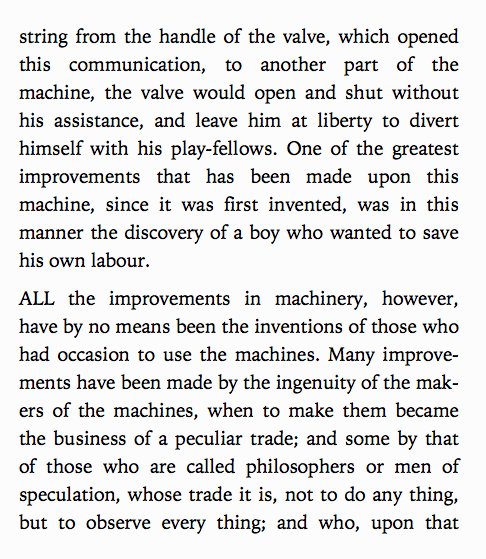 string from the handle of the valve, which opened
this communication, to another part of the
machine, the valve would open and shut without
his assistance, and leave him at liberty to divert
himself with his play-fellows. One of the greatest
improvements that has been made upon this
machine, since it was first invented, was in this
manner the discovery of a boy who wanted to save
his own labour.
ALL the improvements in machinery, however,
have by no means been the inventions of those who
had occasion to use the machines. Many improve-
ments have been made by the ingenuity of the mak-
ers of the machines, when to make them became
the business of a peculiar trade; and some by that
of those who are called philosophers or men of
speculation, whose trade it is, not to do any thing,
but to observe every thing; and who, upon that